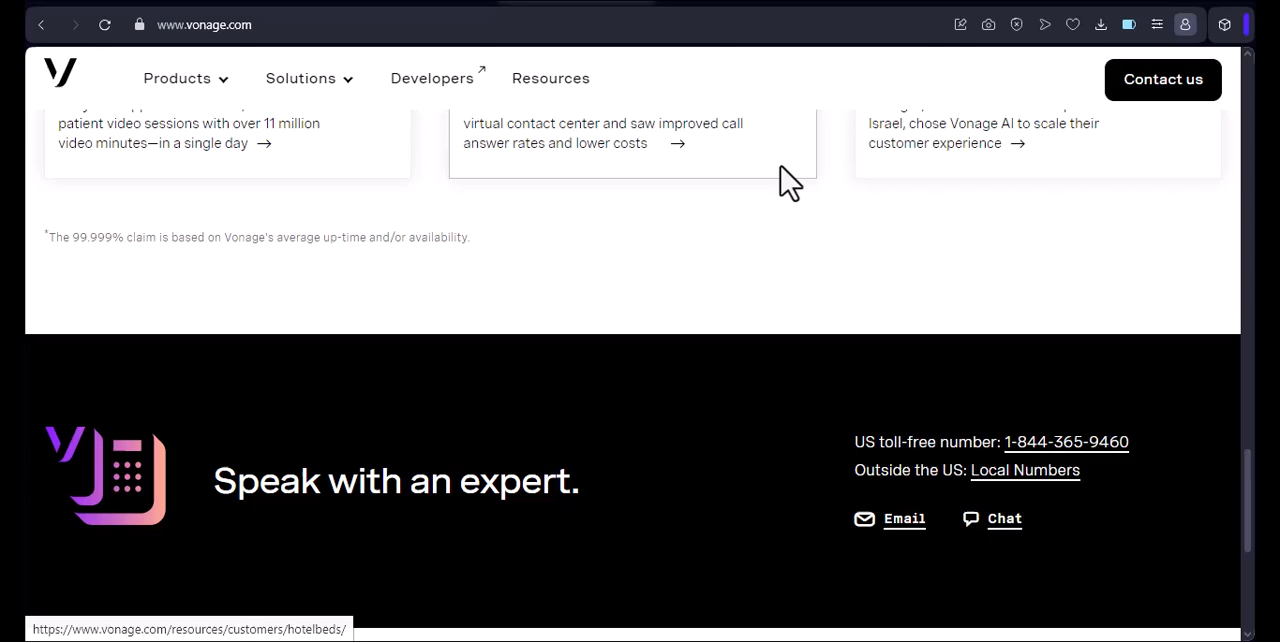 www.vonage.com
Products
Solutions
Developers
Resources
Contact us
patient video sessions with over 11 million
video minutes—in a single day →
virtual contact center and saw improved call
answer rates and lower costs →
Israel, chose Vonage AI to scale their
customer experience →
*The 99.999% claim is based on Vonage's average up-time and/or availability.
Speak with an expert.
US toll-free number: 1-844-365-9460
Outside the US: Local Numbers
Email
Chat
https://www.vonage.com/resources/customers/hotelbeds/